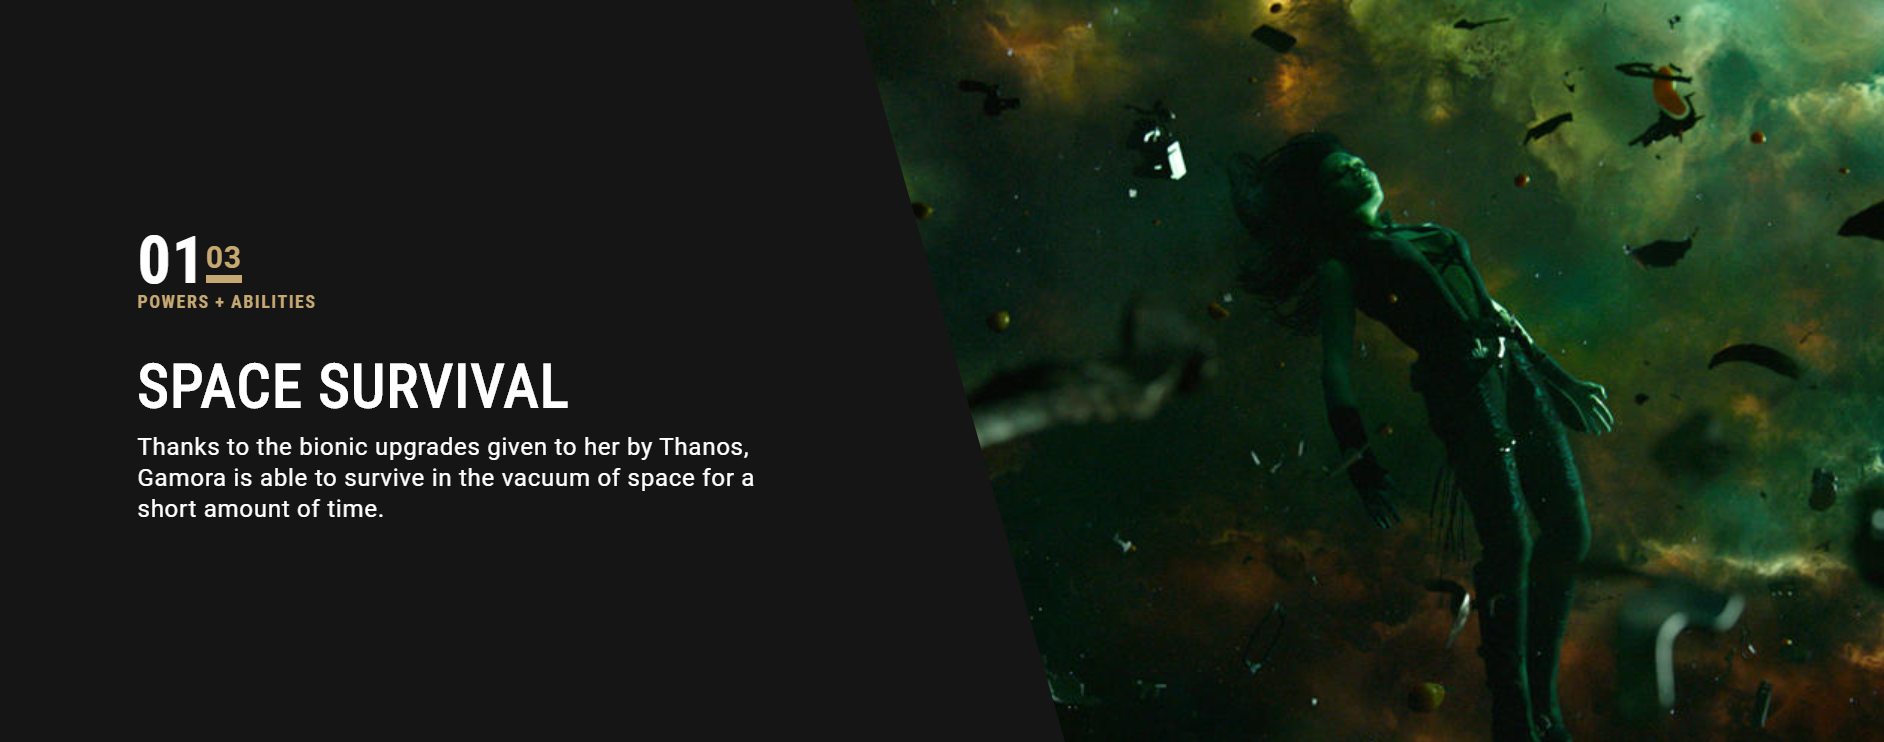 01 03
POWERS + ABILITIES
SPACE SURVIVAL
Thanks to the bionic upgrades given to her by Thanos,
Gamora is able to survive in the vacuum of space for a
short amount of time.